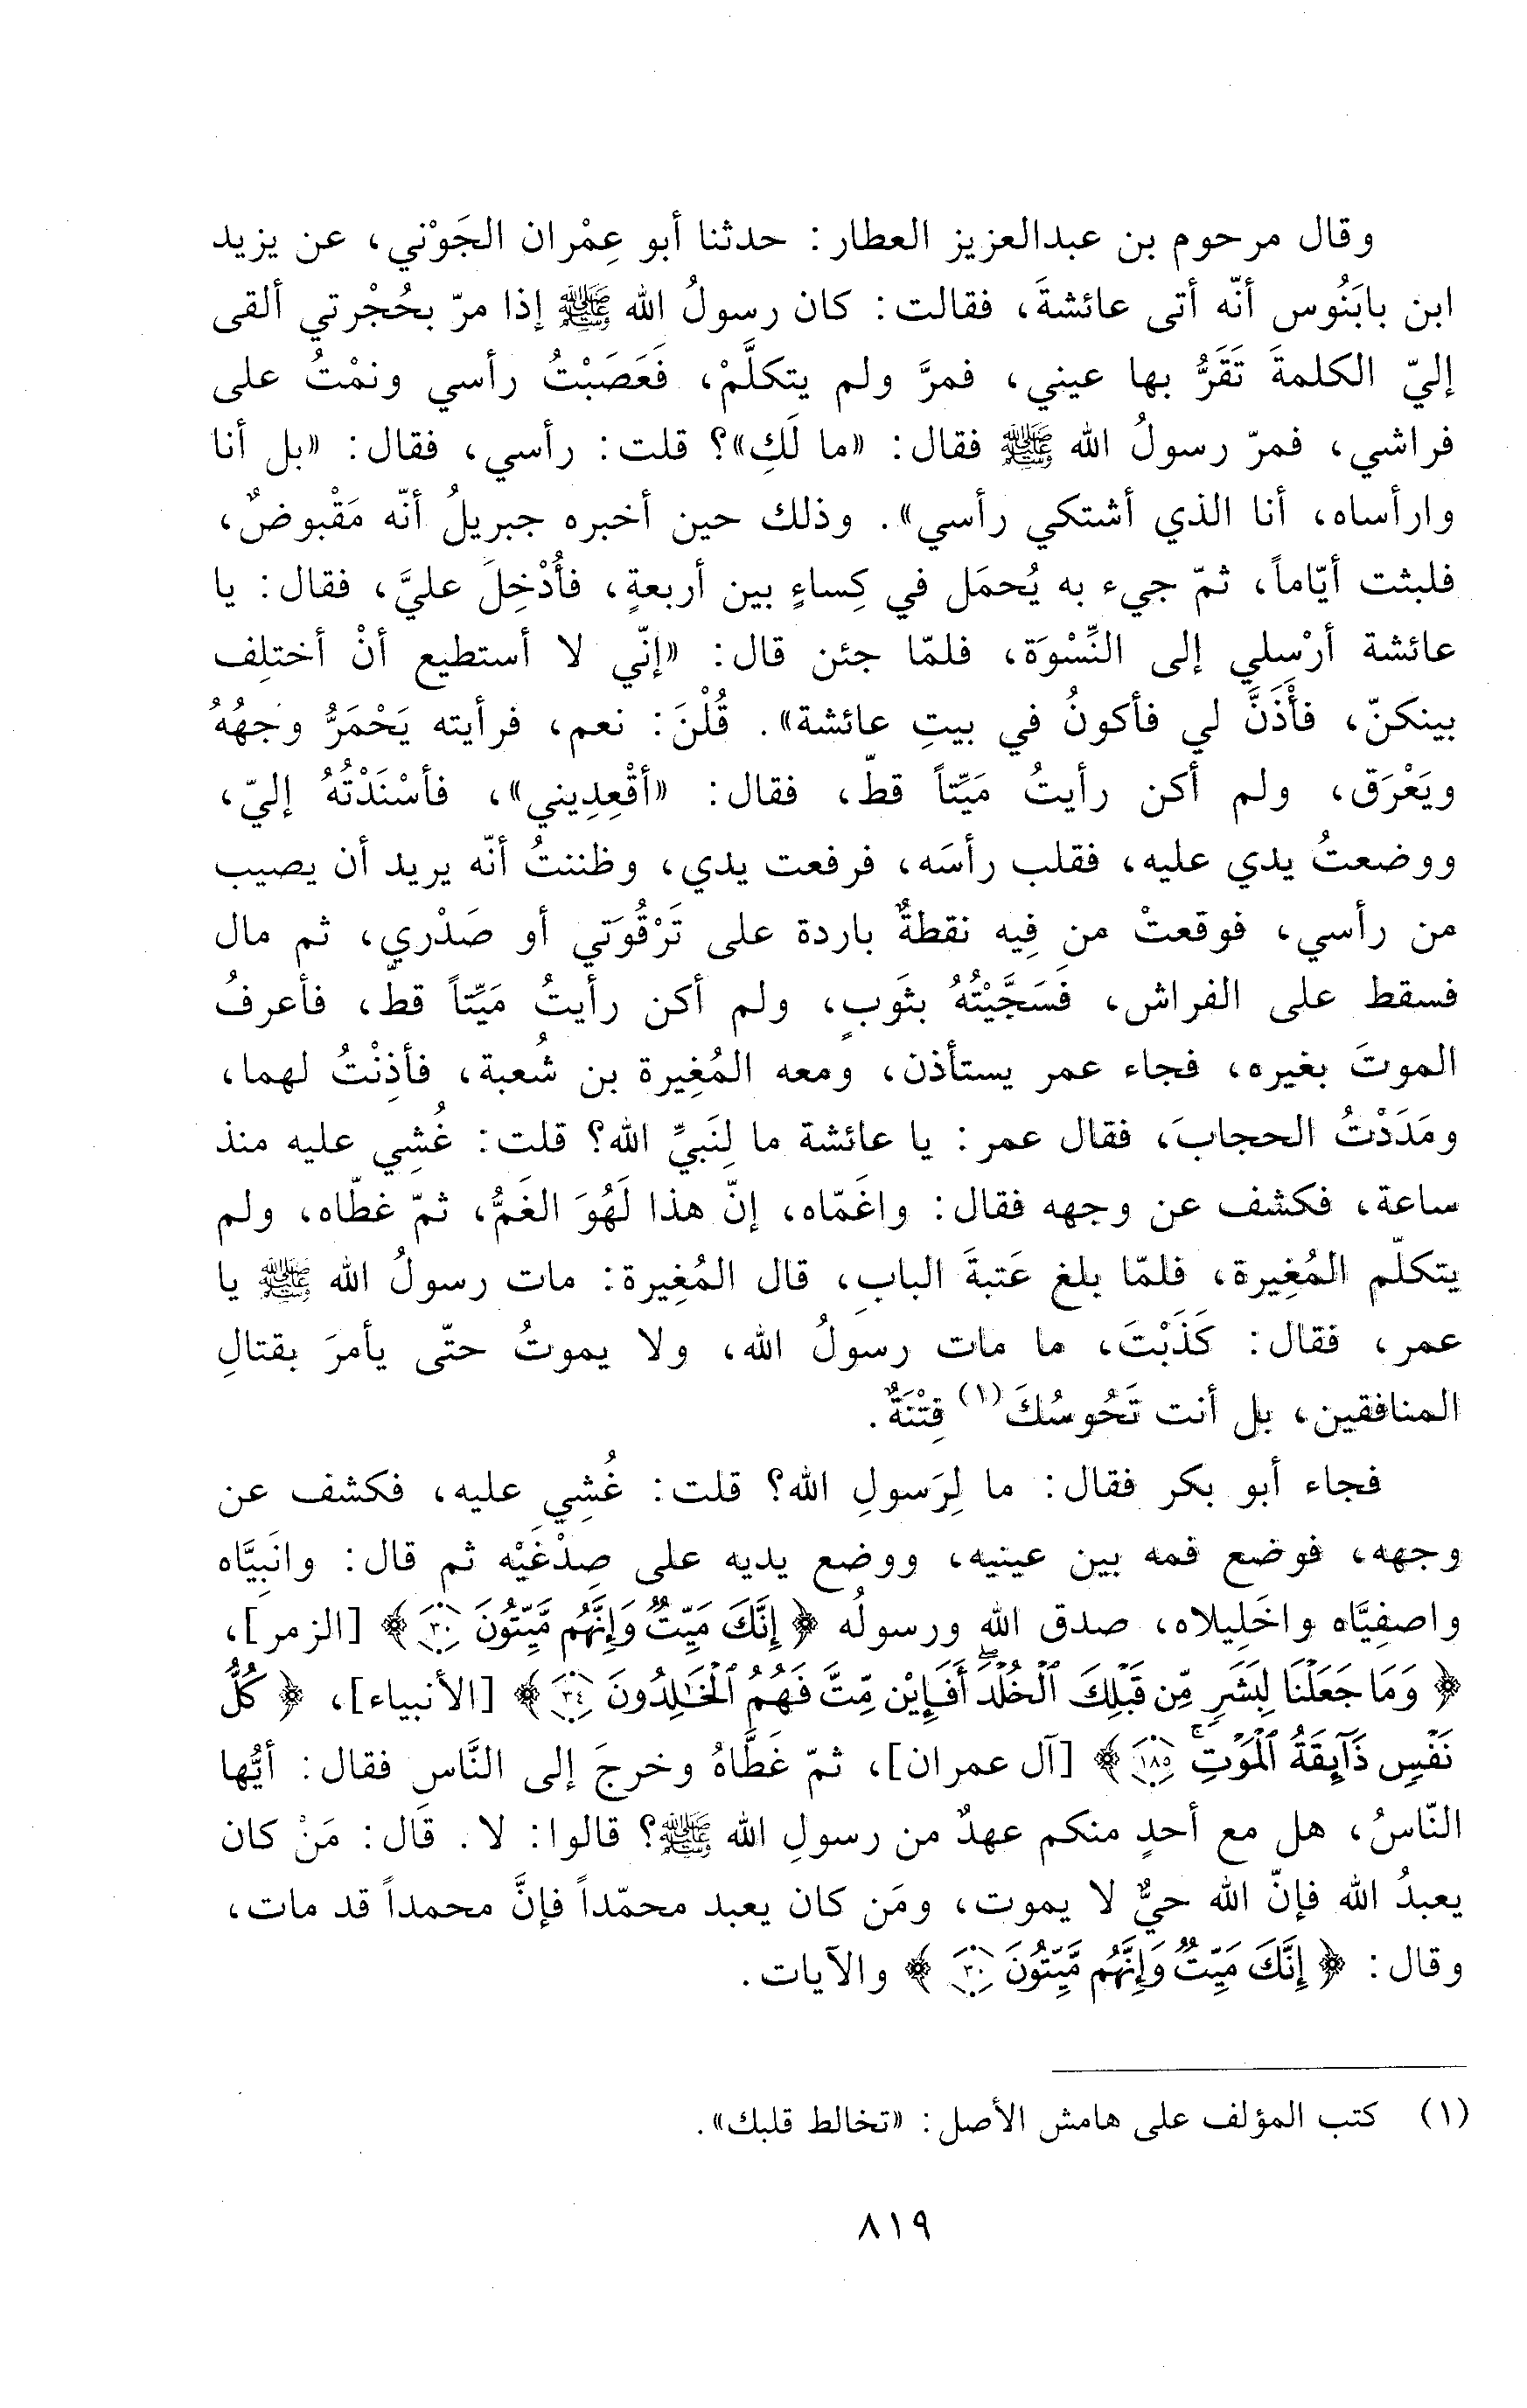 وقال مرحوم بن عبدالعزيز العطار: حدثنا أبو عِمْران الجَوْني، عن يزيد
ابن بابَنُوس أنّه أتى عائشةَ، فقالت: كان رسولُ الله ﷺ إذا مرّ بحُجْرتي ألقى
إليّ الكلمةَ تَقَرُّ بها عيني، فمرَّ ولم يتكلَّمْ، فَعَصَبْتُ رأسي ونمْتُ على
فراشي، فمرّ رسولُ الله ﷺ فقال: «ما لَكِ»؟ قلت: رأسي، فقال: «بل أنا
وارأساه، أنا الذي أشتكي رأسي». وذلك حين أخبره جبريلُ أنّه مَقْبوضٌ،
فلبثت أيّاماً، ثمّ جيء به يُحمَل في كِساءٍ بين أربعةٍ، فأُدْخِلَ عليَّ، فقال: يا
عائشة أرْسلي إلى النِّسْوَة، فلمّا جئن قال: «إنّي لا أستطيع أنْ أختلِف
بينكنّ، فأْذَنَّ لي فأكونُ في بيتِ عائشة». قُلْنَ: نعم، فرأيته يَحْمَرُّ وجهُهُ
ويَعْرَق، ولم أكن رأيتُ مَيِّتاً قطّ، فقال: «أقْعِدِيني»، فأسْنَدْتُهُ إليّ،
ووضعتُ يدي عليه، فقلب رأسَه، فرفعت يدي، وظننتُ أنّه يريد أن يصيب
من رأسي، فوقعتْ من فِيه نقطةٌ باردة على تَرْقُوَتي أو صَدْري، ثم مال
فسقط على الفراش، فَسَجَّيْتُهُ بثَوبٍ، ولم أكن رأيتُ مَيِّتاً قطّ، فأعرفُ
الموتَ بغيره، فجاء عمر يستأذن، ومعه المُغِيرة بن شُعبة، فأذِنْتُ لهما،
ومَدَدْتُ الحجابَ، فقال عمر: يا عائشة ما لِنَبيِّ الله؟ قلت: غُشِي عليه منذ
ساعة، فكشف عن وجهه فقال: واغَمّاه، إنّ هذا لَهُوَ الغَمُّ، ثمّ غطّاه، ولم
يتكلّم المُغِيرة، فلمّا بلغ عَتبةَ البابِ، قال المُغِيرة: مات رسولُ الله ﷺ يا
عمر، فقال: كَذَبْتَ، ما مات رسولُ الله، ولا يموتُ حتّى يأمرَ بقتالِ
المنافقين، بل أنت تَحُوسُكَ(١) فِتْنَةٌ.
فجاء أبو بكر فقال: ما لِرَسولِ الله؟ قلت: غُشِي عليه، فكشف عن
وجهه، فوضع فمه بين عينيه، ووضع يديه على صِدْغَيْه ثم قال: وانَبِيَّاه
واصفِيَّاه واخَلِيلاه، صدق الله ورسولُه ﴿ إِنَّكَ مَيِّتٌ وَإِنَّهُم مَّيِّتُونَ ٣٠ ﴾ [الزمر]،
﴿ وَمَا جَعَلْنَا لِبَشَرٍ مِّن قَبْلِكَ ٱلْخُلْدَ ۖ أَفَإِيْن مِّتَّ فَهُمُ ٱلْخَٰلِدُونَ ٣٤ ﴾ [الأنبياء]، ﴿ كُلُّ
نَفْسٍ ذَآئِقَةُ ٱلْمَوْتِ ۗ ١٨٥ ﴾ [آل عمران]، ثمّ غَطَّاهُ وخرجَ إلى النَّاسِ فقال: أيُّها
النّاسُ، هل مع أحدٍ منكم عهدٌ من رسولِ الله ﷺ؟ قالوا: لا. قال: مَنْ كان
يعبدُ الله فإنّ الله حيٌّ لا يموت، ومَن كان يعبد محمّداً فإنَّ محمداً قد مات،
وقال: ﴿ إِنَّكَ مَيِّتٌ وَإِنَّهُم مَّيِّتُونَ ٣٠ ﴾ والآيات.
(١) كتب المؤلف على هامش الأصل: «تخالط قلبك».
٨١٩